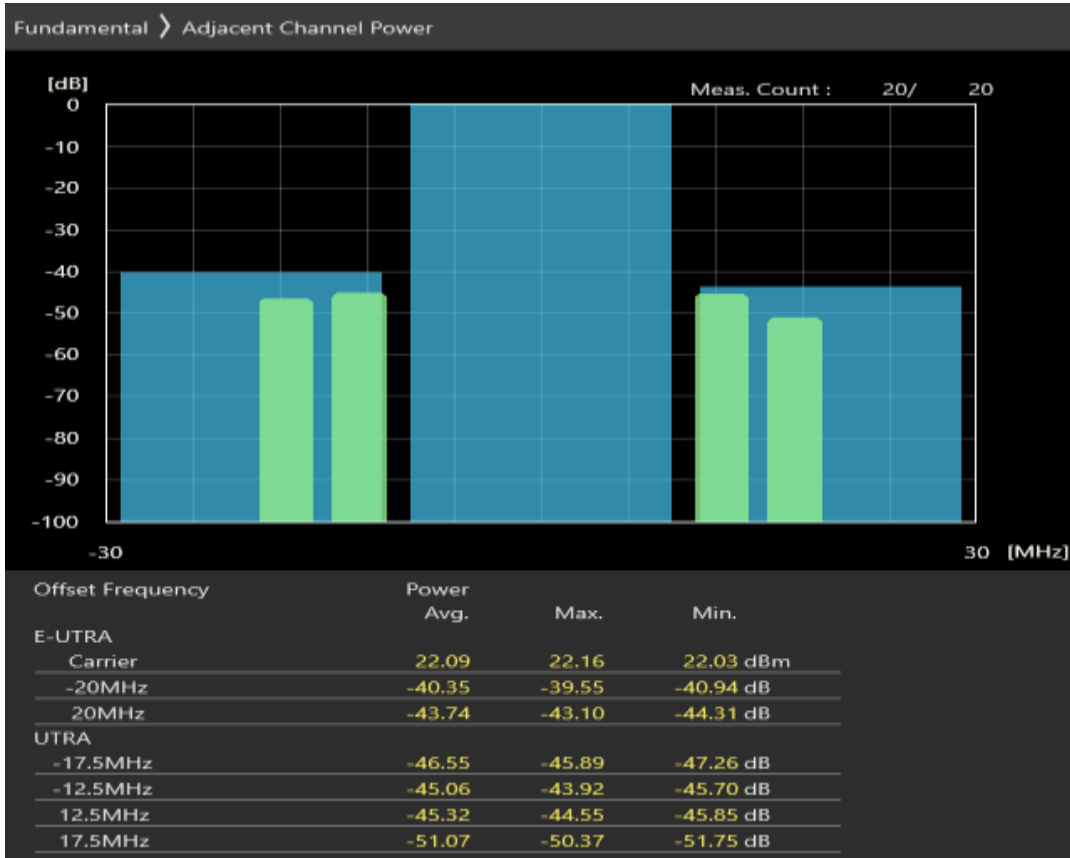 Fundamental 〉 Adjacent Channel Power
[dB]
Meas. Count : 20/ 20
0
-10
-20
-30
-40
-50
-60
-70
-80
-90
-100
-30 30 [MHz]
Offset Frequency Power
Avg. Max. Min.
E-UTRA
Carrier 22.09 22.16 22.03 dBm
-20MHz -40.35 -39.55 -40.94 dB
20MHz -43.74 -43.10 -44.31 dB
UTRA
-17.5MHz -46.55 -45.89 -47.26 dB
-12.5MHz -45.06 -43.92 -45.70 dB
12.5MHz -45.32 -44.55 -45.85 dB
17.5MHz -51.07 -50.37 -51.75 dB